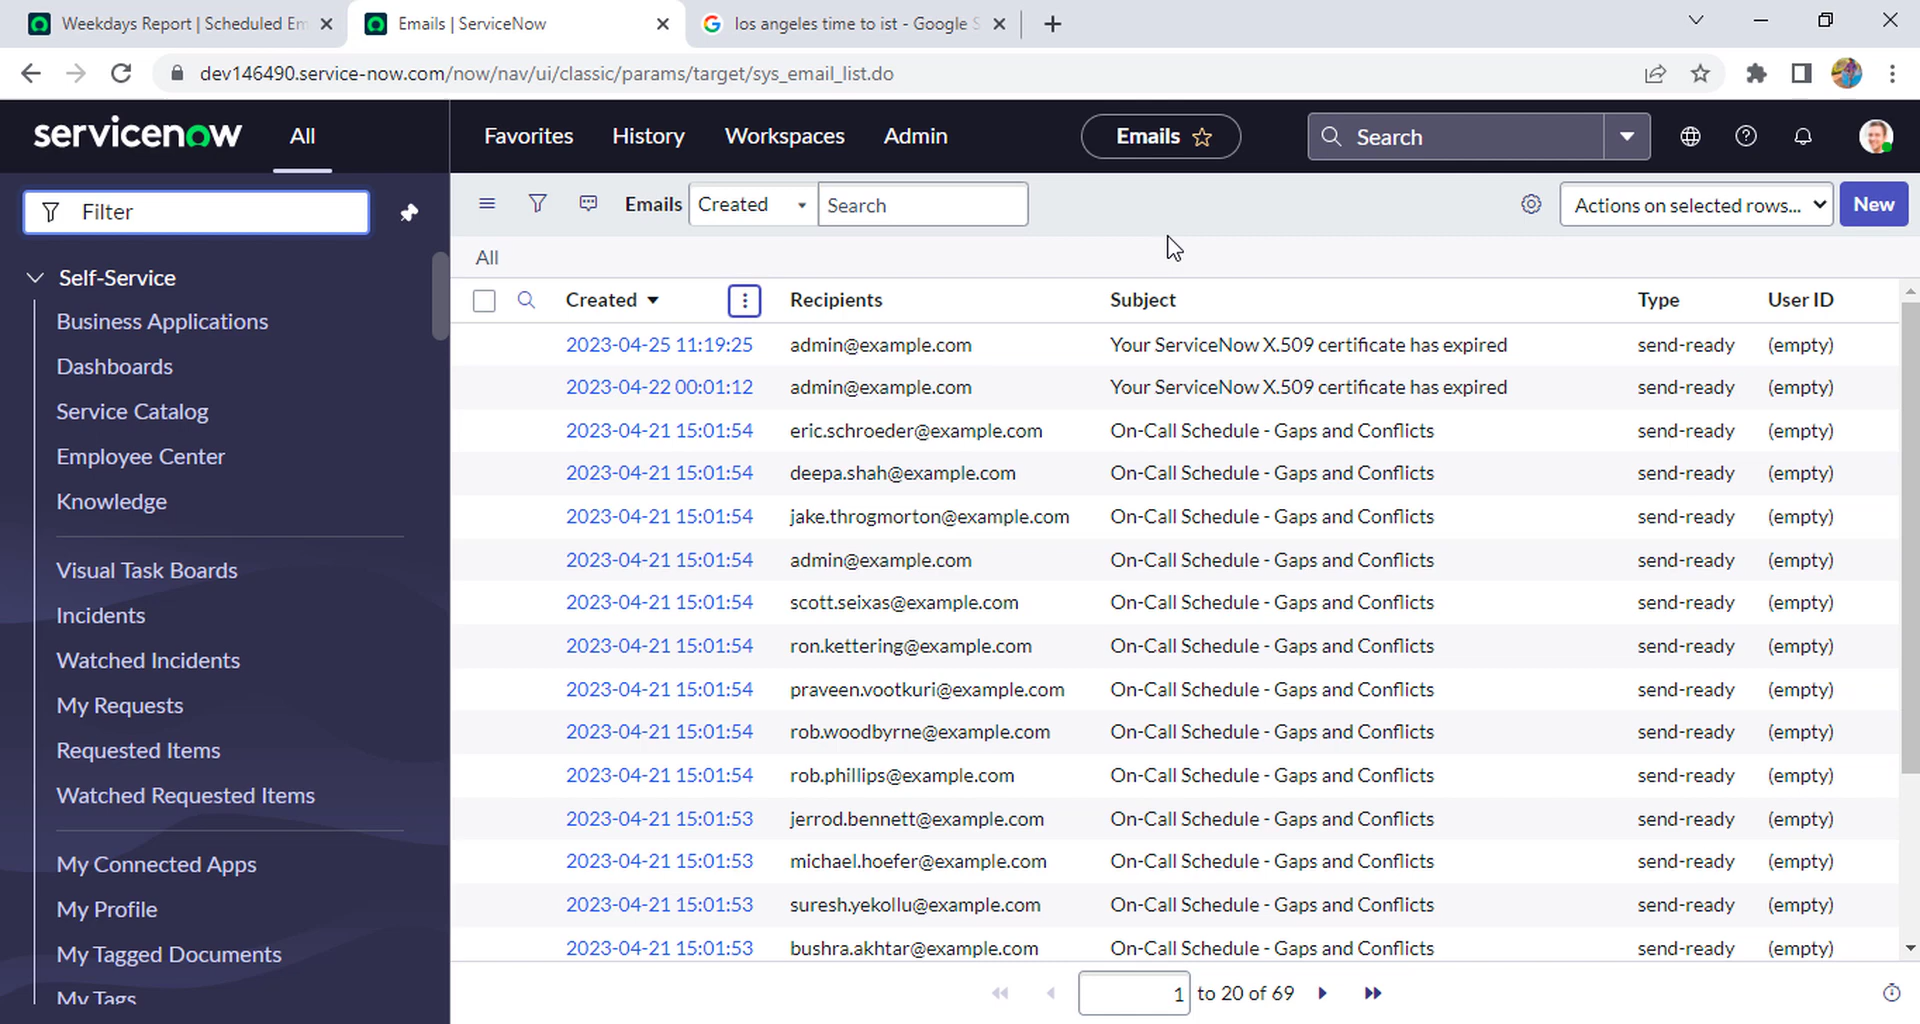 Weekdays Report | Scheduled Em
Emails | ServiceNow
los angeles time to ist - Google S
dev146490.service-now.com/now/nav/ui/classic/params/target/sys_email_list.do
servicenow
All
Favorites
History
Workspaces
Admin
Emails
Search
Filter
Emails
Created
Search
Actions on selected rows...
New
Self-Service
Business Applications
Dashboards
Service Catalog
Employee Center
Knowledge
Visual Task Boards
Incidents
Watched Incidents
My Requests
Requested Items
Watched Requested Items
My Connected Apps
My Profile
My Tagged Documents
My Tags
All
Created Recipients Subject Type User ID
2023-04-25 11:19:25 admin@example.com Your ServiceNow X.509 certificate has expired send-ready (empty)
2023-04-22 00:01:12 admin@example.com Your ServiceNow X.509 certificate has expired send-ready (empty)
2023-04-21 15:01:54 eric.schroeder@example.com On-Call Schedule - Gaps and Conflicts send-ready (empty)
2023-04-21 15:01:54 deepa.shah@example.com On-Call Schedule - Gaps and Conflicts send-ready (empty)
2023-04-21 15:01:54 jake.throgmorton@example.com On-Call Schedule - Gaps and Conflicts send-ready (empty)
2023-04-21 15:01:54 admin@example.com On-Call Schedule - Gaps and Conflicts send-ready (empty)
2023-04-21 15:01:54 scott.seixas@example.com On-Call Schedule - Gaps and Conflicts send-ready (empty)
2023-04-21 15:01:54 ron.kettering@example.com On-Call Schedule - Gaps and Conflicts send-ready (empty)
2023-04-21 15:01:54 praveen.vootkuri@example.com On-Call Schedule - Gaps and Conflicts send-ready (empty)
2023-04-21 15:01:54 rob.woodbyrne@example.com On-Call Schedule - Gaps and Conflicts send-ready (empty)
2023-04-21 15:01:54 rob.phillips@example.com On-Call Schedule - Gaps and Conflicts send-ready (empty)
2023-04-21 15:01:53 jerrod.bennett@example.com On-Call Schedule - Gaps and Conflicts send-ready (empty)
2023-04-21 15:01:53 michael.hoefer@example.com On-Call Schedule - Gaps and Conflicts send-ready (empty)
2023-04-21 15:01:53 suresh.yekollu@example.com On-Call Schedule - Gaps and Conflicts send-ready (empty)
2023-04-21 15:01:53 bushra.akhtar@example.com On-Call Schedule - Gaps and Conflicts send-ready (empty)
1 to 20 of 69